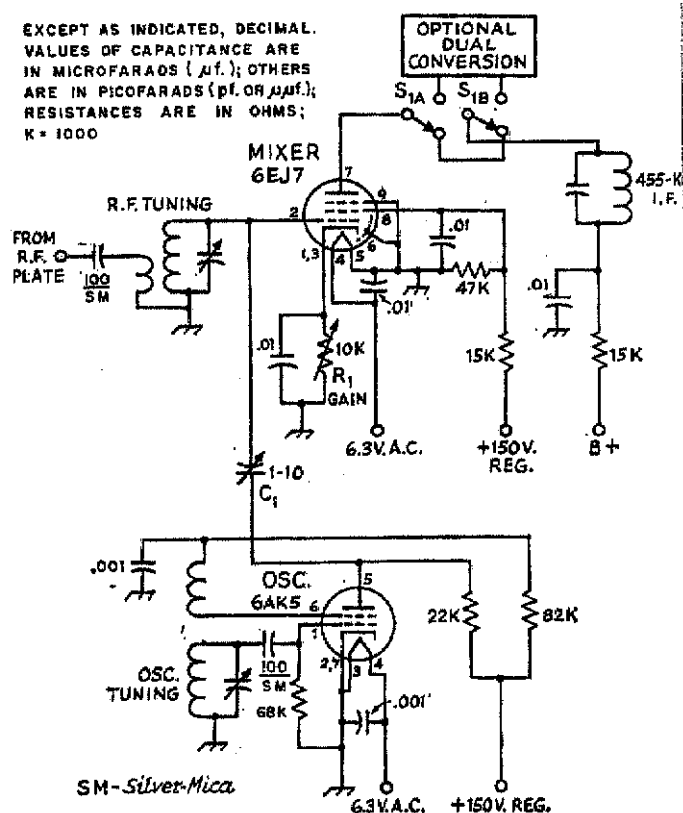 EXCEPT AS INDICATED, DECIMAL.
VALUES OF CAPACITANCE ARE
IN MICROFARADS (μf.); OTHERS
ARE IN PICOFARADS (pf. OR μμf.);
RESISTANCES ARE IN OHMS;
K = 1000
OPTIONAL
DUAL
CONVERSION
S1A
S1B
MIXER
6EJ7
7
9
8
6
2
1,3
4
5
R.F. TUNING
FROM
R.F.
PLATE
100
SM
.01
47K
.01
455-K
I.F.
.01
15K
15K
.01
10K
R1
GAIN
6.3V. A.C.
+150V.
REG.
B+
1-10
C1
.001
OSC.
6AK5
5
6
1
2,7
3
4
22K
82K
OSC.
TUNING
100
SM
68K
.001
SM-Silver-Mica
6.3V. A.C.
+150V. REG.